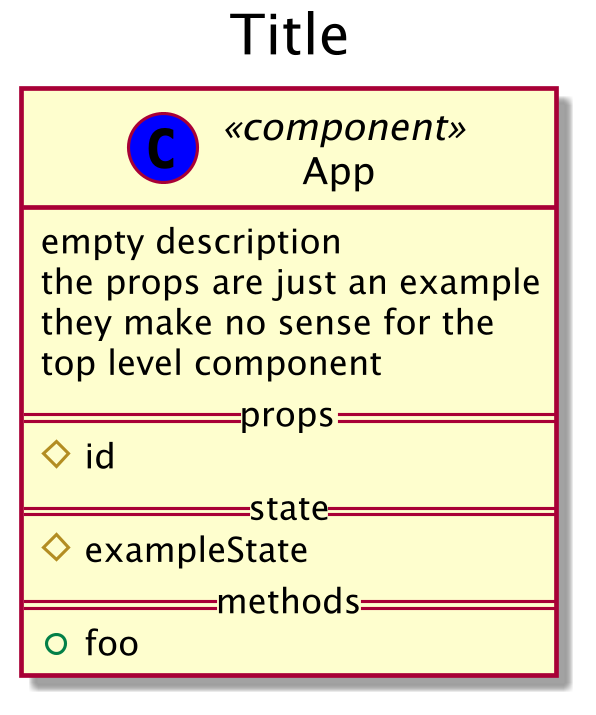 Title
C
«component»
App
empty description
the props are just an example
they make no sense for the
top level component
props
id
state
exampleState
methods
foo